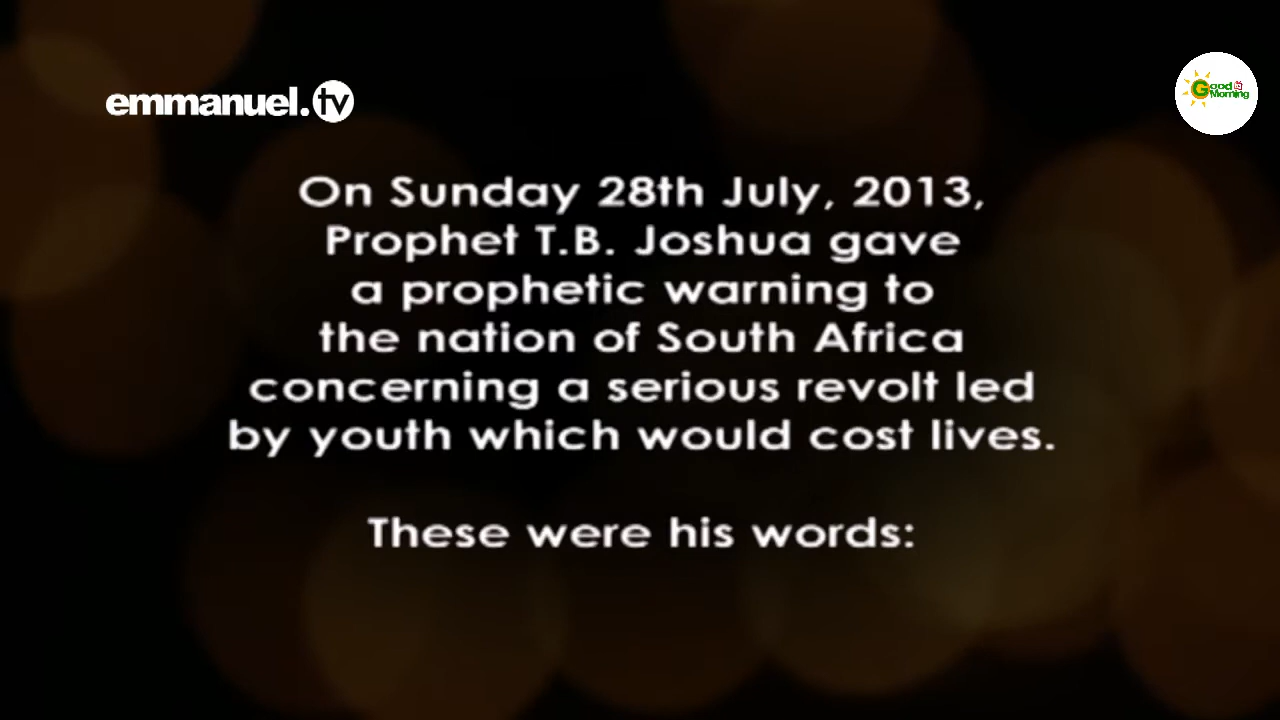 emmanuel.tv
Good
Morning
On Sunday 28th July, 2013,
Prophet T.B. Joshua gave
a prophetic warning to
the nation of South Africa
concerning a serious revolt led
by youth which would cost lives.
These were his words: